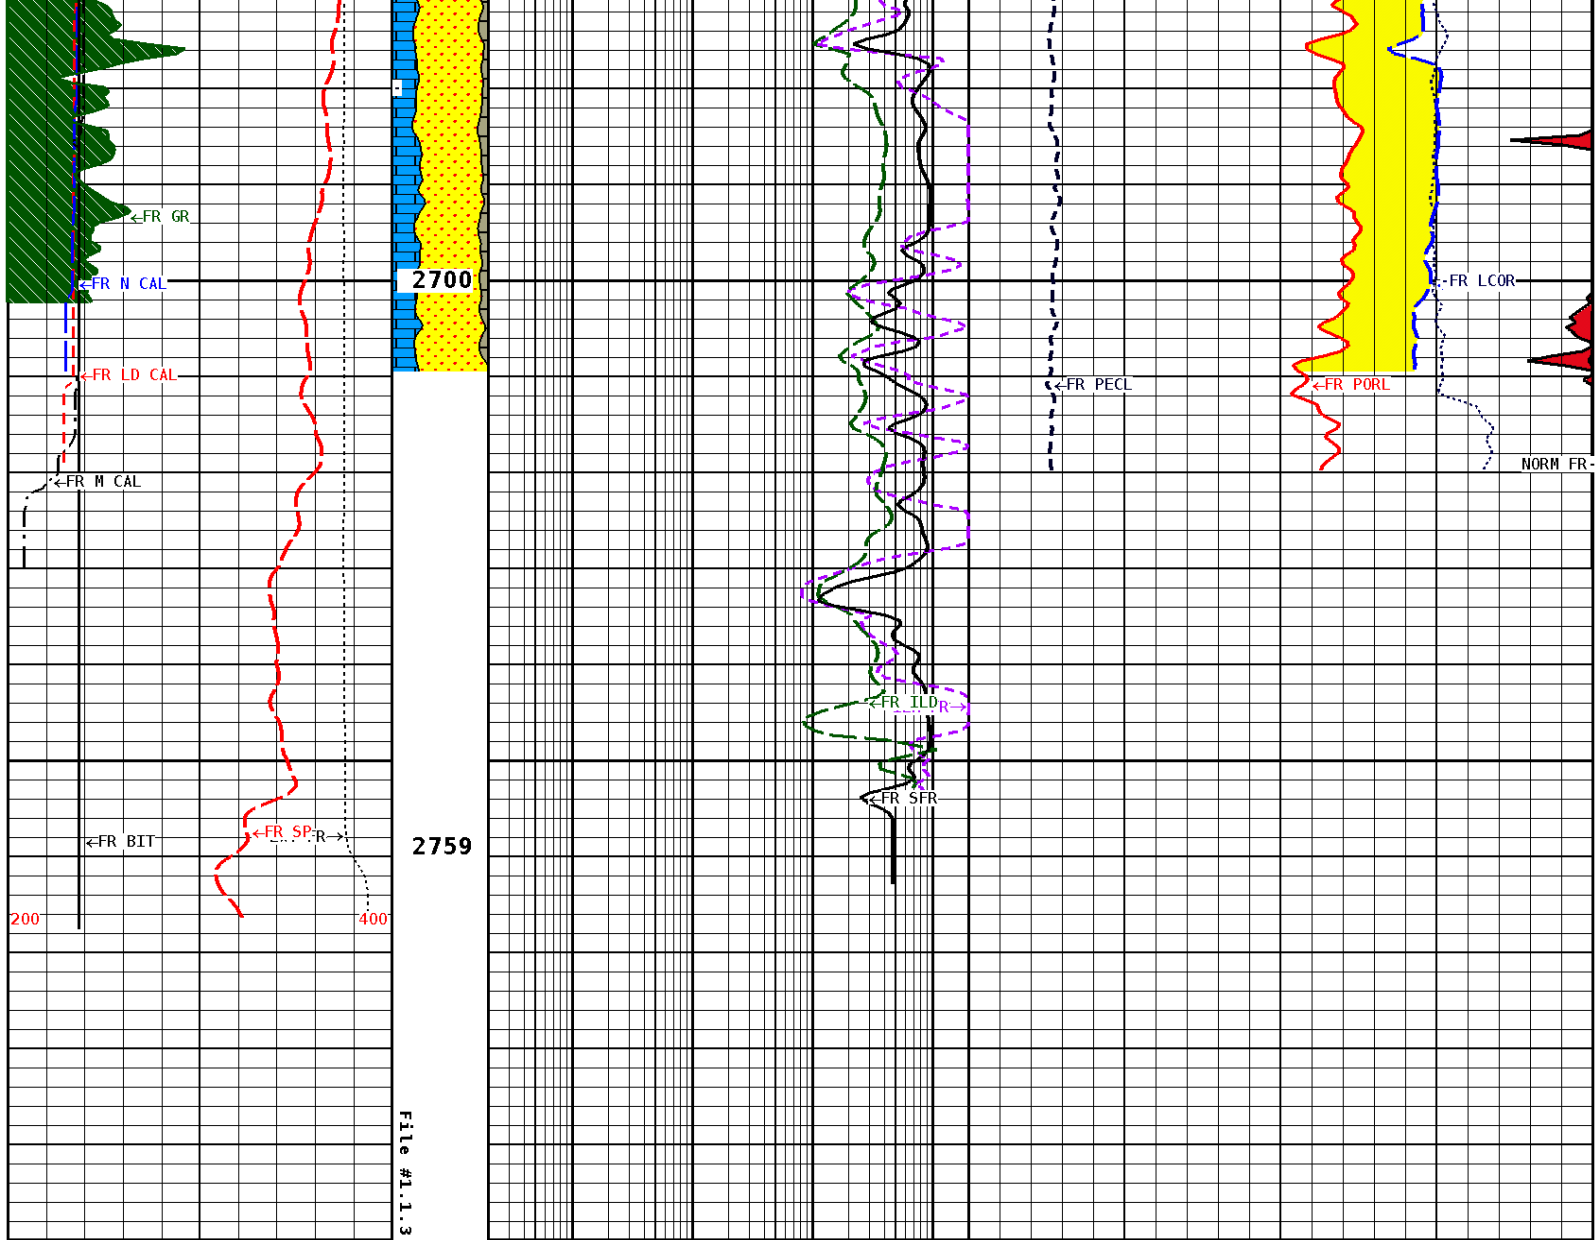 ←FR GR
←FR N CAL
2700
←FR LCOR
←FR LD CAL
←FR PECL
←FR PORL
NORM FR
←FR M CAL
←FR ILD
R→
←FR SFR
←FR SP
R→
←FR BIT
2759
200
400
File #1.1.3